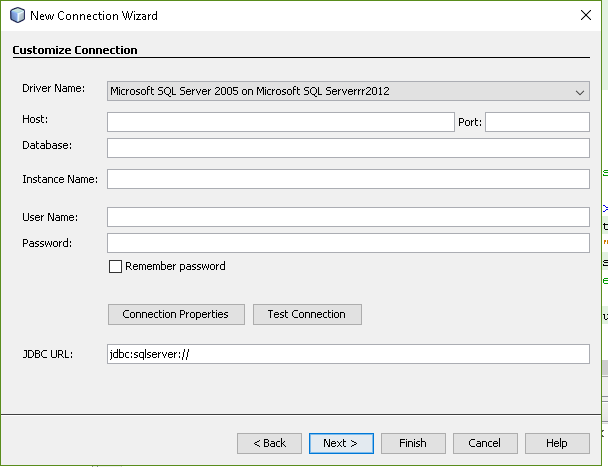 New Connection Wizard
Customize Connection
Driver Name: Microsoft SQL Server 2005 on Microsoft SQL Serverrr2012
Host: Port:
Database:
Instance Name:
User Name:
Password:
Remember password
Connection Properties Test Connection
JDBC URL: jdbc:sqlserver://
< Back Next > Finish Cancel Help